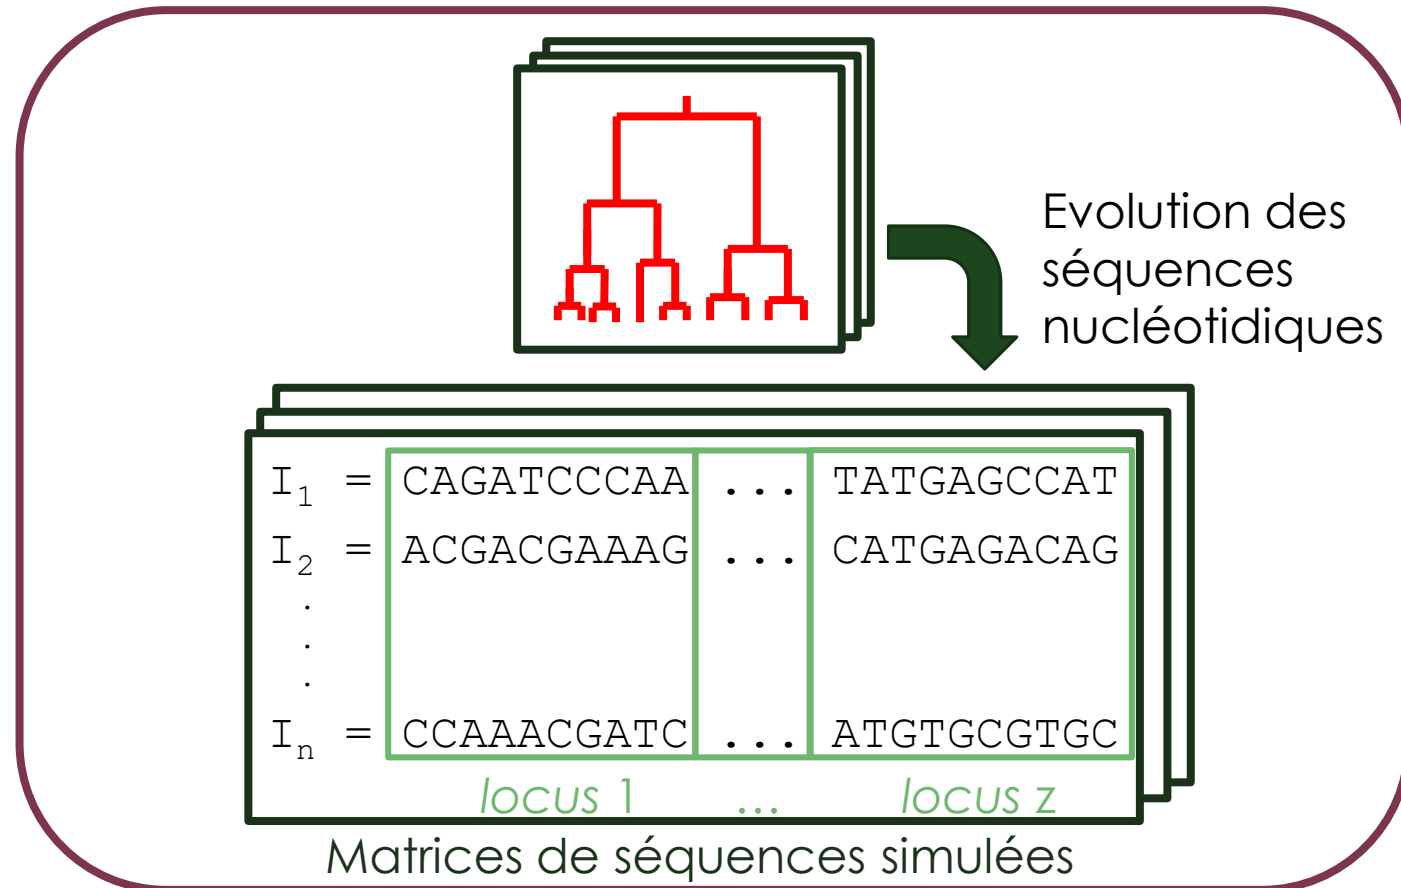 Evolution des
séquences
nucléotidiques
I1 = CAGATCCCAA ... TATGAGCCAT
I2 = ACGACGAAAG ... CATGAGACAG
.
.
.
In = CCAAACGATC ... ATGTGCGTGC
locus 1 ... locus z
Matrices de séquences simulées